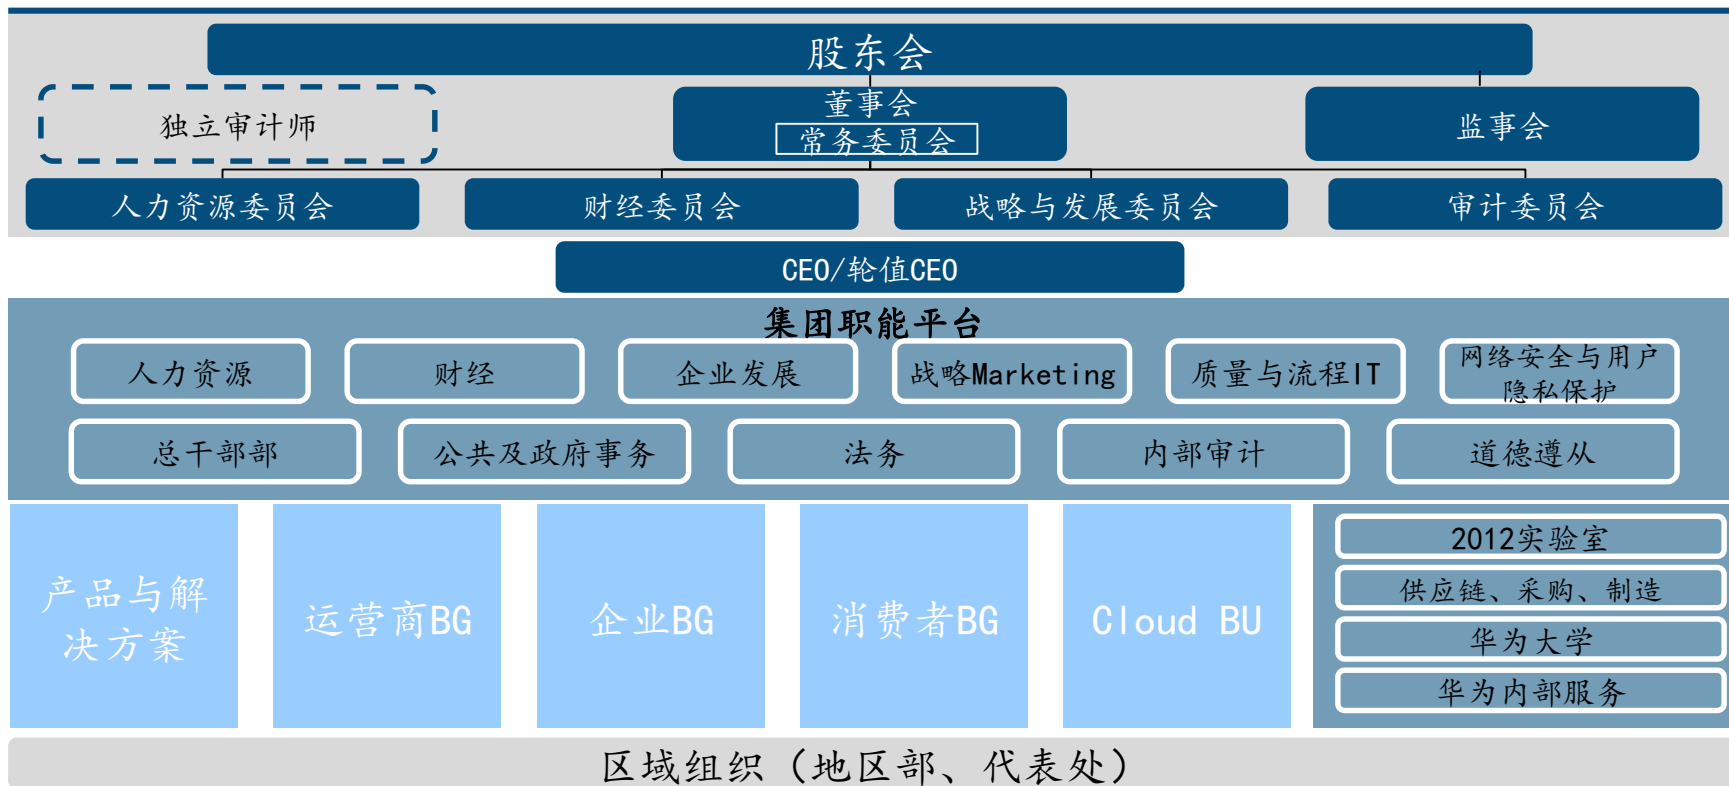 股东会
独立审计师
董事会
常务委员会
监事会
人力资源委员会
财经委员会
战略与发展委员会
审计委员会
CEO/轮值CEO
集团职能平台
人力资源
财经
企业发展
战略Marketing
质量与流程IT
网络安全与用户
隐私保护
总干部部
公共及政府事务
法务
内部审计
道德遵从
产品与解
决方案
运营商BG
企业BG
消费者BG
Cloud BU
2012实验室
供应链、采购、制造
华为大学
华为内部服务
区域组织（地区部、代表处）